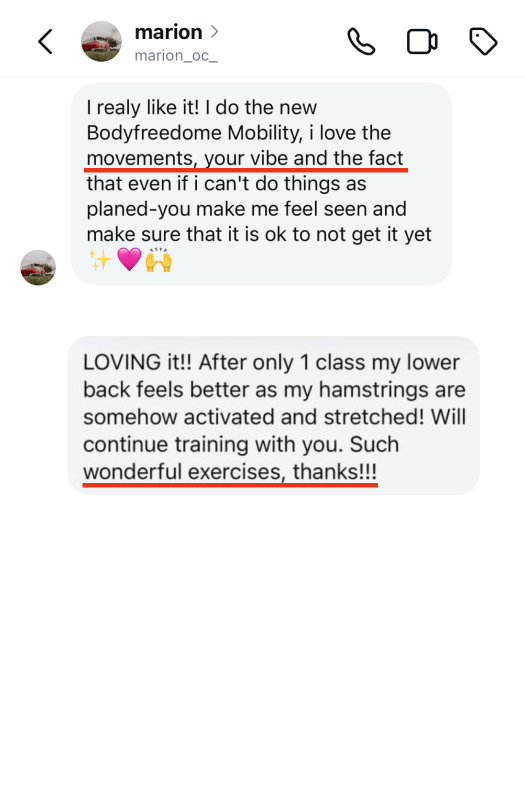 marion
marion_oc_
I realy like it! I do the new
Bodyfreedome Mobility, i love the
movements, your vibe and the fact
that even if i can't do things as
planed-you make me feel seen and
make sure that it is ok to not get it yet
✨💗🙌
LOVING it!! After only 1 class my lower
back feels better as my hamstrings are
somehow activated and stretched! Will
continue training with you. Such
wonderful exercises, thanks!!!